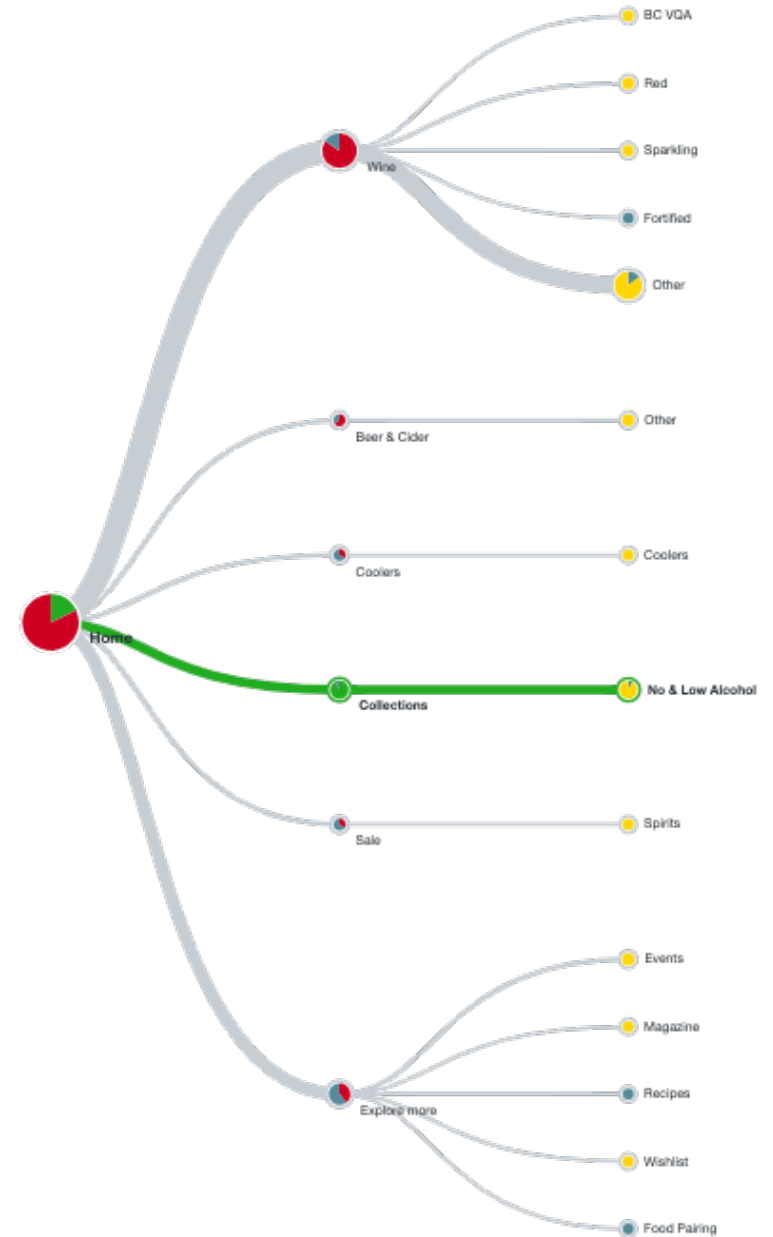 BC VQA
Red
Sparkling
Wine
Fortified
Other
Other
Beer & Cider
Coolers
Coolers
Home
No & Low Alcohol
Collections
Spirits
Sale
Events
Magazine
Recipes
Explore more
Wishlist
Food Pairing